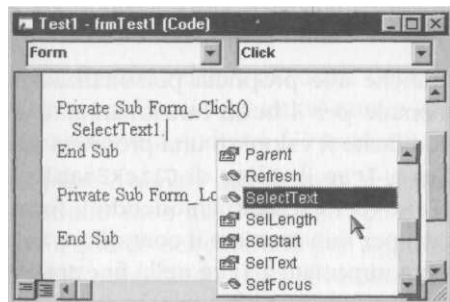 Test1 - frmTest1 (Code)
Form Click
Private Sub Form_Click()
SelectText1.
End Sub
Private Sub Form_Lo
End Sub
Parent
Refresh
SelectText
SelLength
SelStart
SelText
SetFocus